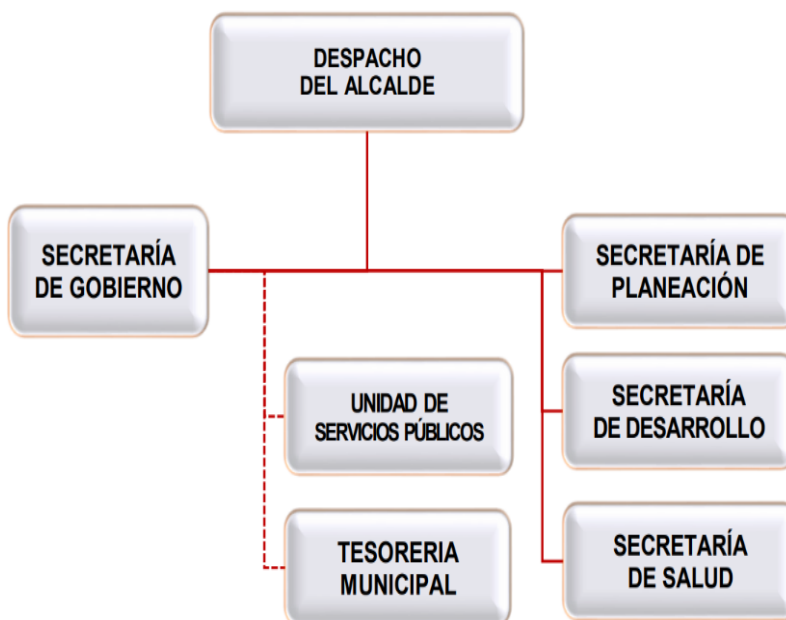 DESPACHO
DEL ALCALDE
SECRETARÍA
DE GOBIERNO
SECRETARÍA DE
PLANEACIÓN
UNIDAD DE
SERVICIOS PÚBLICOS
SECRETARÍA
DE DESARROLLO
TESORERIA
MUNICIPAL
SECRETARÍA
DE SALUD